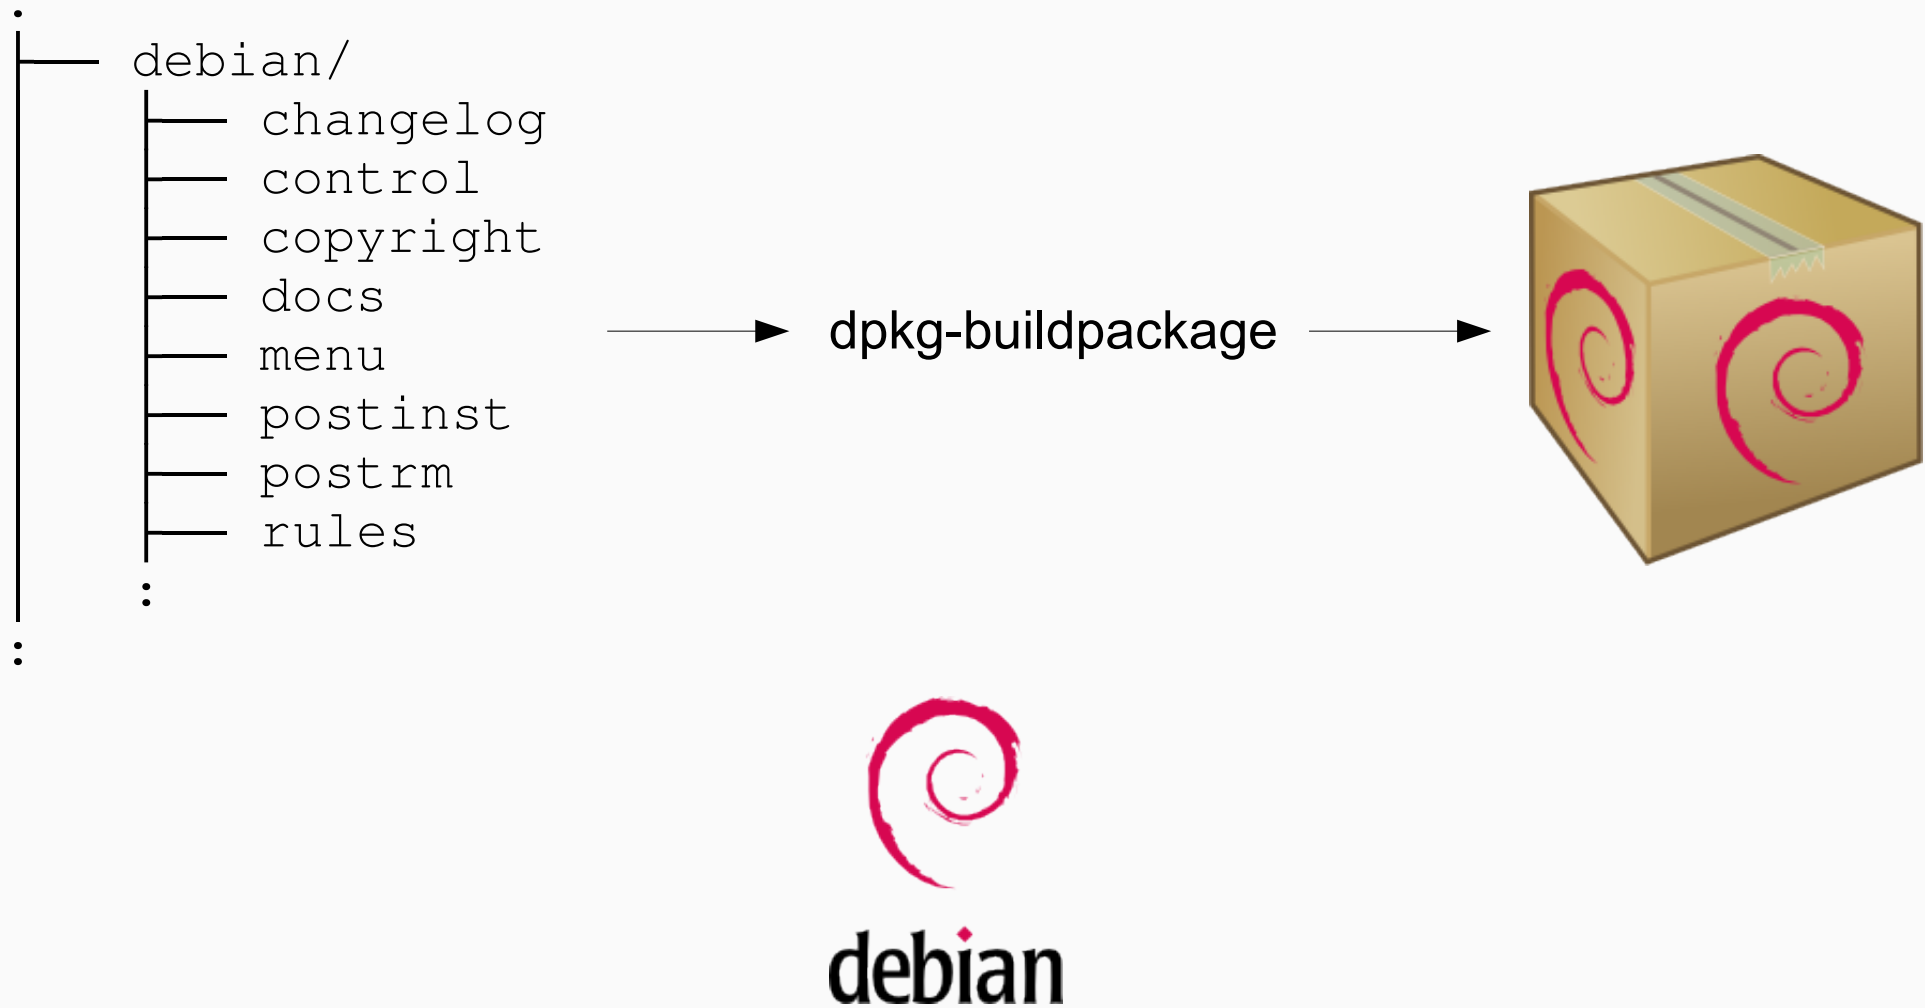 .
debian/
changelog
control
copyright
docs
menu
postinst
postrm
rules
:
:
dpkg-buildpackage
debian